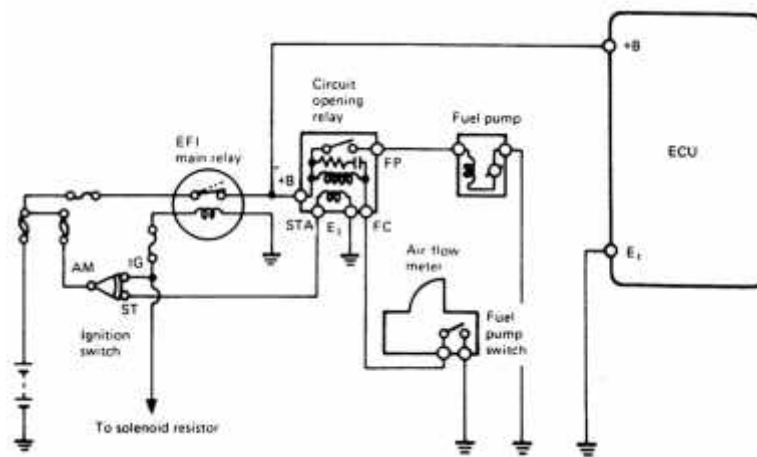 +B
Circuit
opening
relay
Fuel pump
ECU
EFI
main relay
+B
FP
STA
E₁
FC
Air flow
meter
AM
IG
ST
E₁
Ignition
switch
Fuel
pump
switch
To solenoid resistor